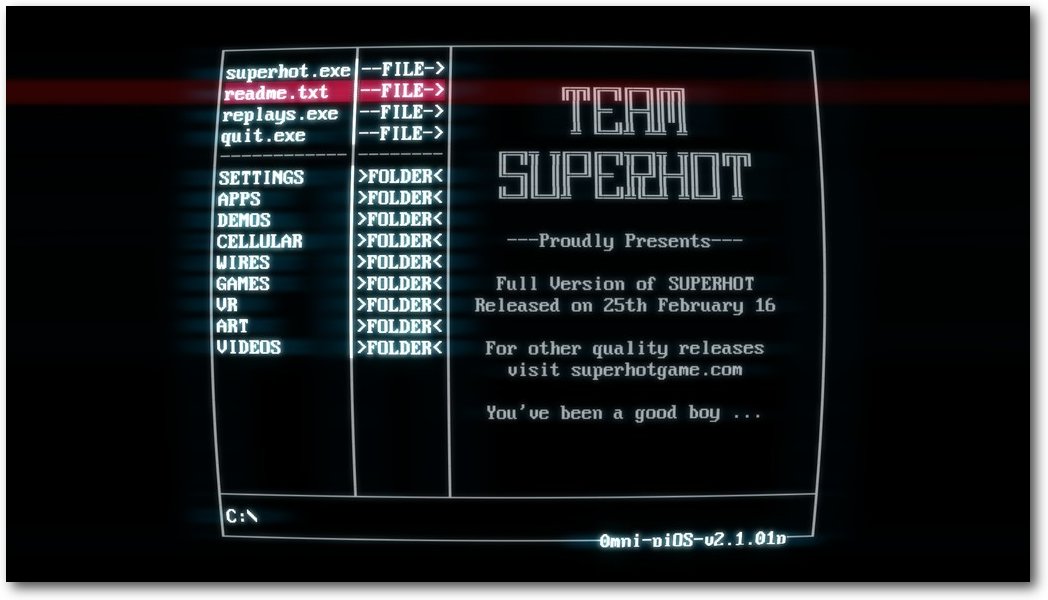 superhot.exe --FILE->
readme.txt --FILE->
replays.exe --FILE->
quit.exe --FILE->
SETTINGS >FOLDER<
APPS >FOLDER<
DEMOS >FOLDER<
CELLULAR >FOLDER<
WIRES >FOLDER<
GAMES >FOLDER<
VR >FOLDER<
ART >FOLDER<
VIDEOS >FOLDER<
TEAM
SUPERHOT
---Proudly Presents---
Full Version of SUPERHOT
Released on 25th February 16
For other quality releases
visit superhotgame.com
You've been a good boy ...
C:\
0mni-piOS-v2.1.01p